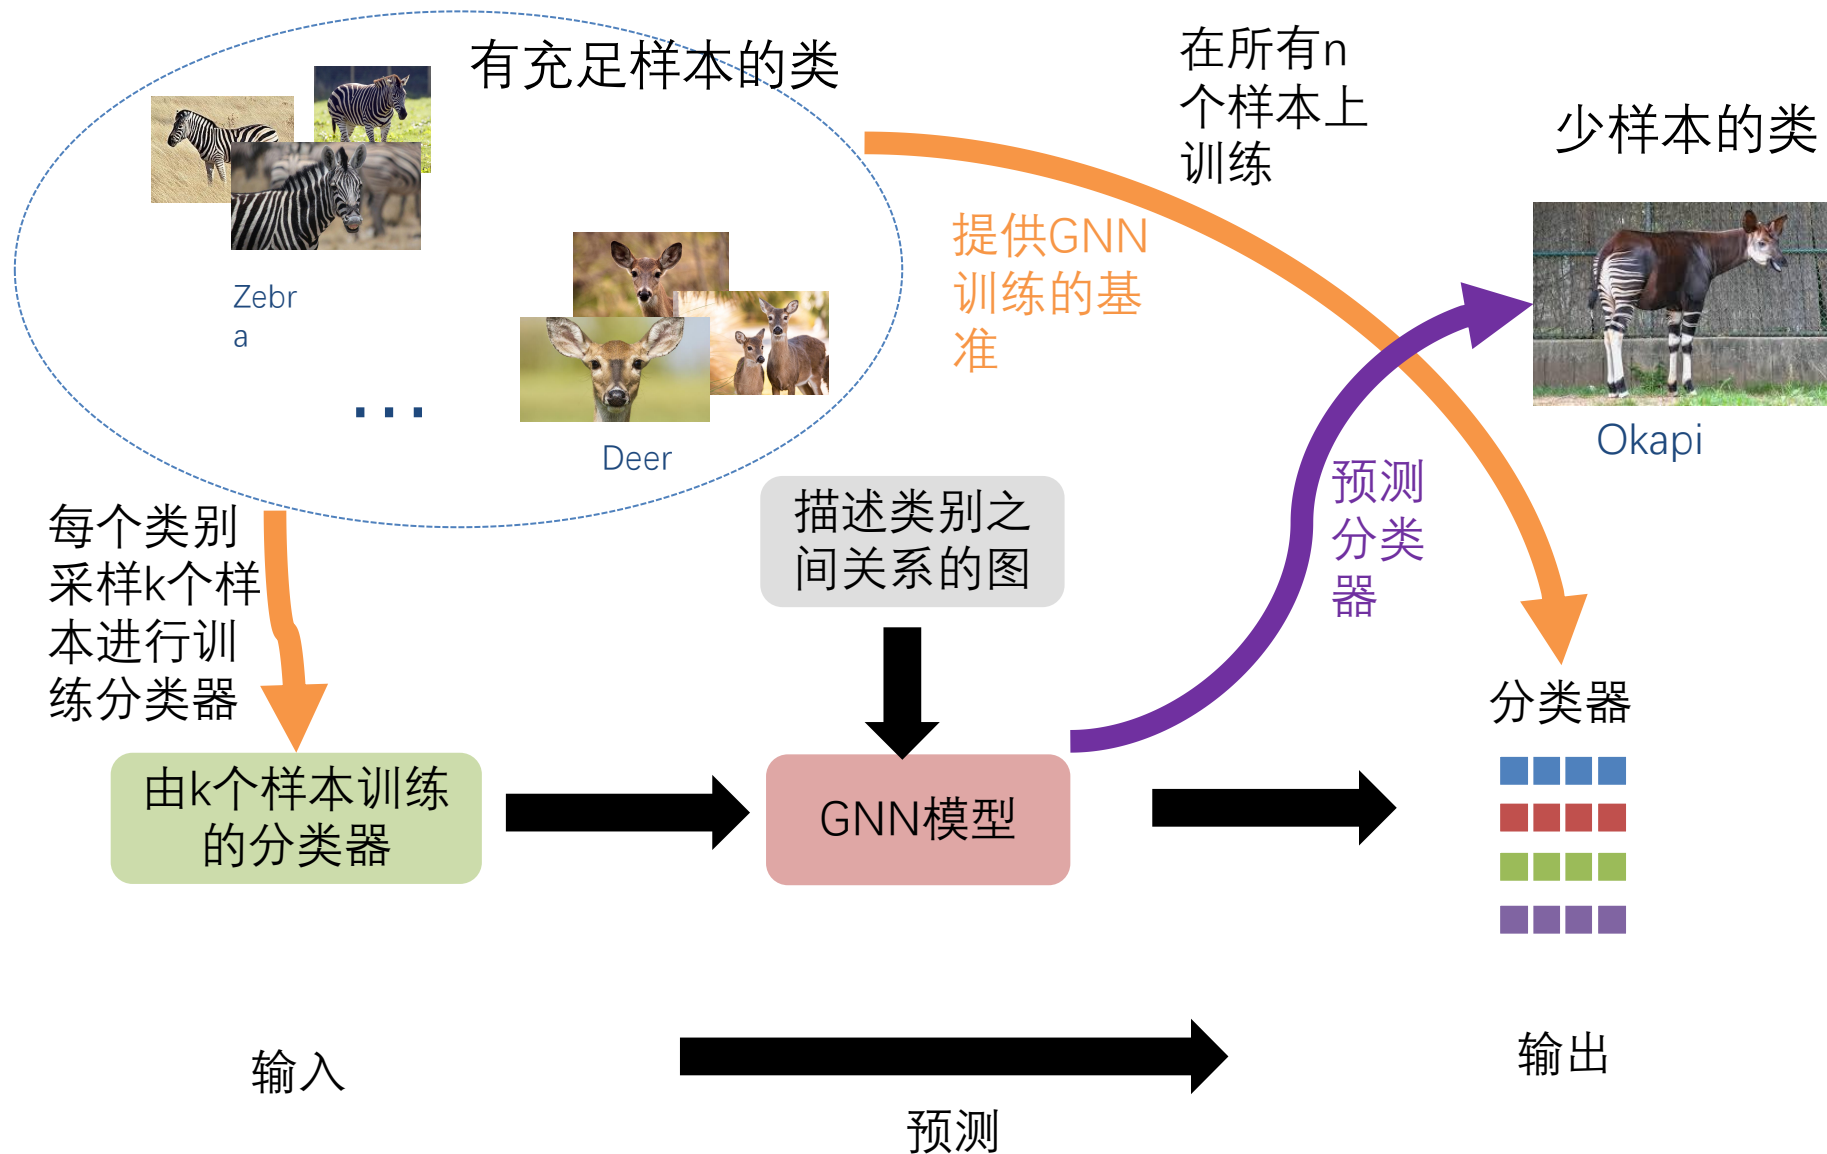 有充足样本的类
在所有n
个样本上
训练
少样本的类
提供GNN
训练的基
准
Zebr
a
...
Deer
Okapi
每个类别
采样k个样
本进行训
练分类器
描述类别之
间关系的图
预测
分类
器
分类器
由k个样本训练
的分类器
GNN模型
输入
输出
预测